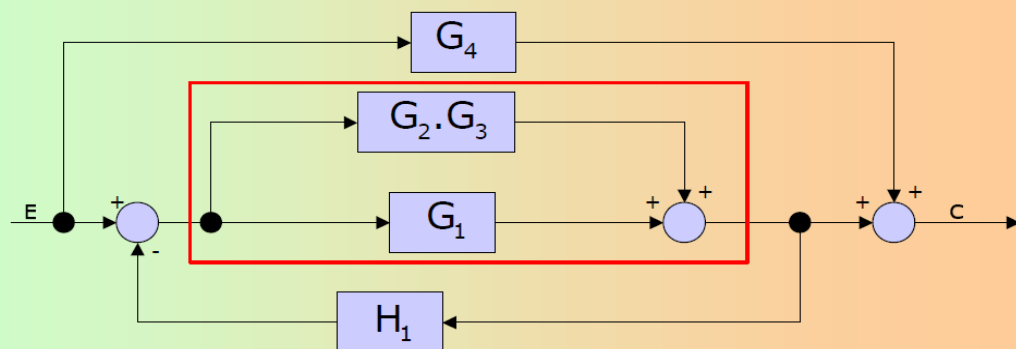 G₄
G₂.G₃
E + + + + + C
G₁
-
H₁